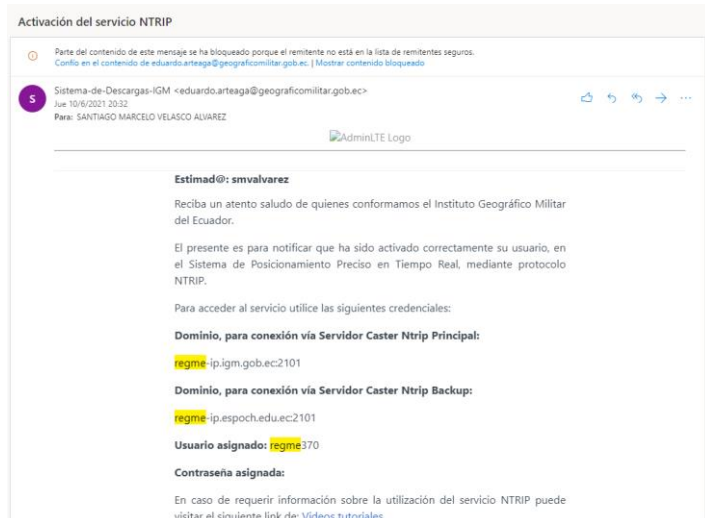 Activación del servicio NTRIP
Parte del contenido de este mensaje se ha bloqueado porque el remitente no está en la lista de remitentes seguros.
Confío en el contenido de eduardo.arteaga@geograficomilitar.gob.ec. | Mostrar contenido bloqueado
S
Sistema-de-Descargas-IGM <eduardo.arteaga@geograficomilitar.gob.ec>
Jue 10/6/2021 20:32
Para: SANTIAGO MARCELO VELASCO ALVAREZ
AdminLTE Logo
Estimad@: smvalvarez
Reciba un atento saludo de quienes conformamos el Instituto Geográfico Militar
del Ecuador.
El presente es para notificar que ha sido activado correctamente su usuario, en
el Sistema de Posicionamiento Preciso en Tiempo Real, mediante protocolo
NTRIP.
Para acceder al servicio utilice las siguientes credenciales:
Dominio, para conexión vía Servidor Caster Ntrip Principal:
regme-ip.igm.gob.ec:2101
Dominio, para conexión vía Servidor Caster Ntrip Backup:
regme-ip.espoch.edu.ec:2101
Usuario asignado: regme370
Contraseña asignada:
En caso de requerir información sobre la utilización del servicio NTRIP puede
visitar el siguiente link de: Vídeos tutoriales